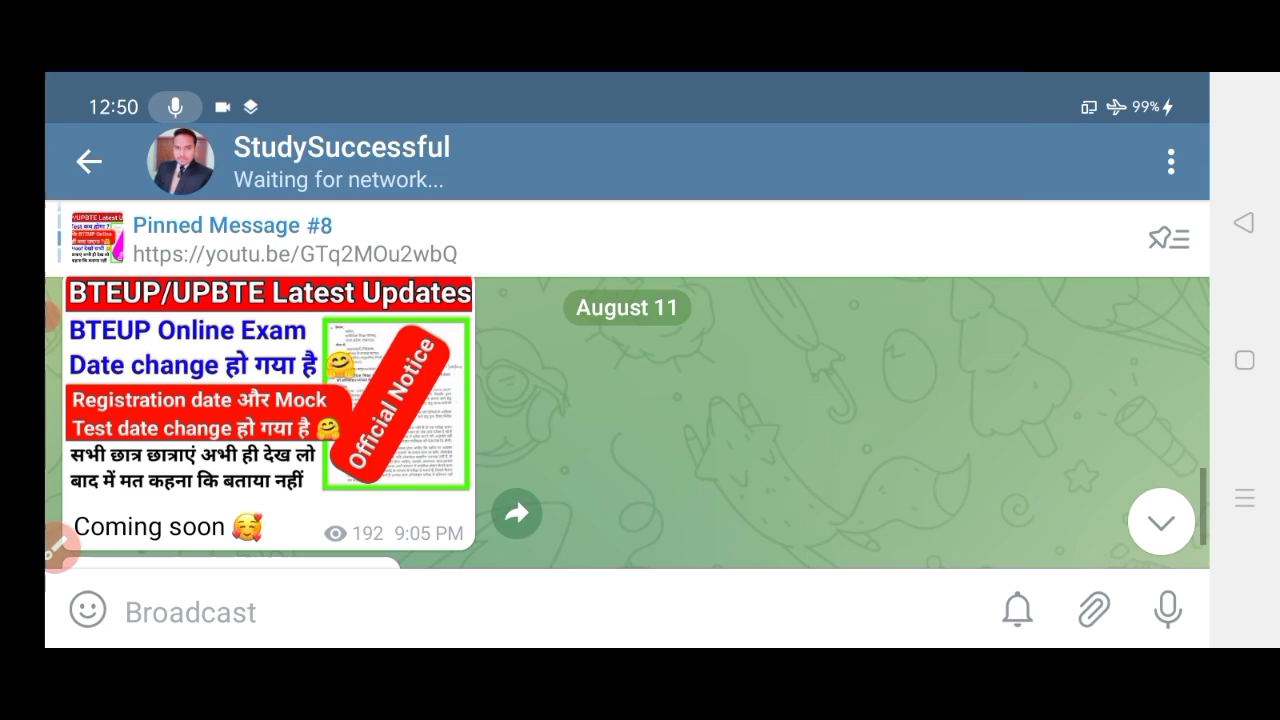 12:50
99%
StudySuccessful
Waiting for network...
Pinned Message #8
https://youtu.be/GTq2MOu2wbQ
August 11
BTEUP/UPBTE Latest Updates
BTEUP Online Exam
Date change हो गया है 🤗
Registration date और Mock
Test date change हो गया है 🤗
सभी छात्र छात्राएं अभी ही देख लो
बाद में मत कहना कि बताया नहीं
Official Notice
Coming soon 🥰
192 9:05 PM
Broadcast